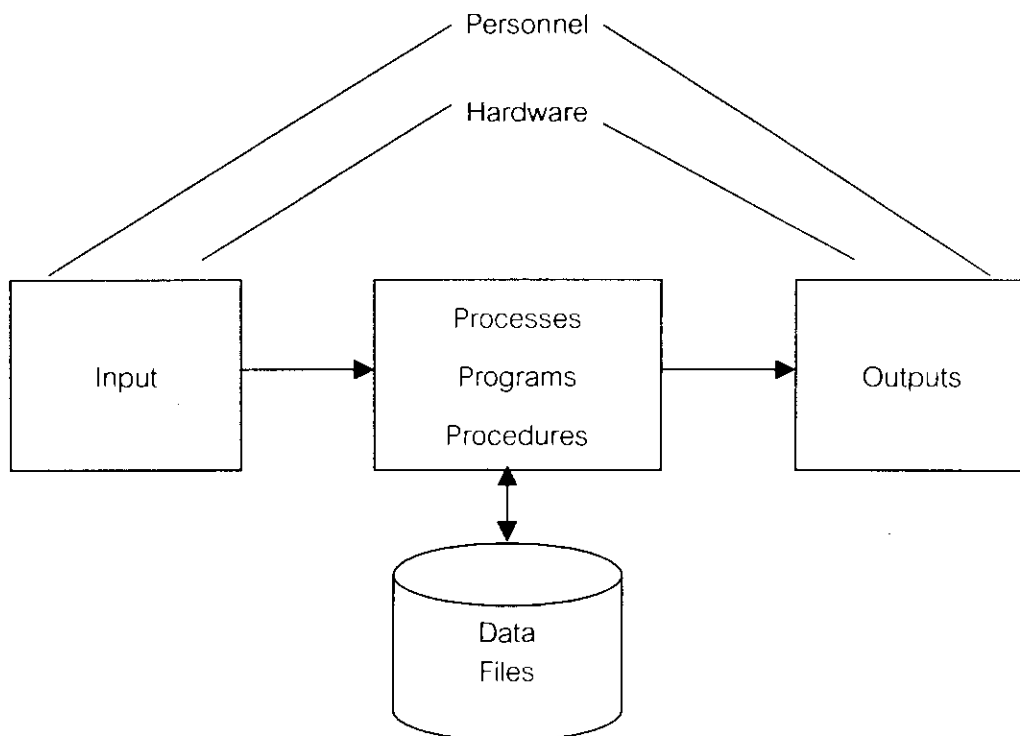 Personnel
Hardware
Input
Processes
Programs
Procedures
Outputs
Data
Files